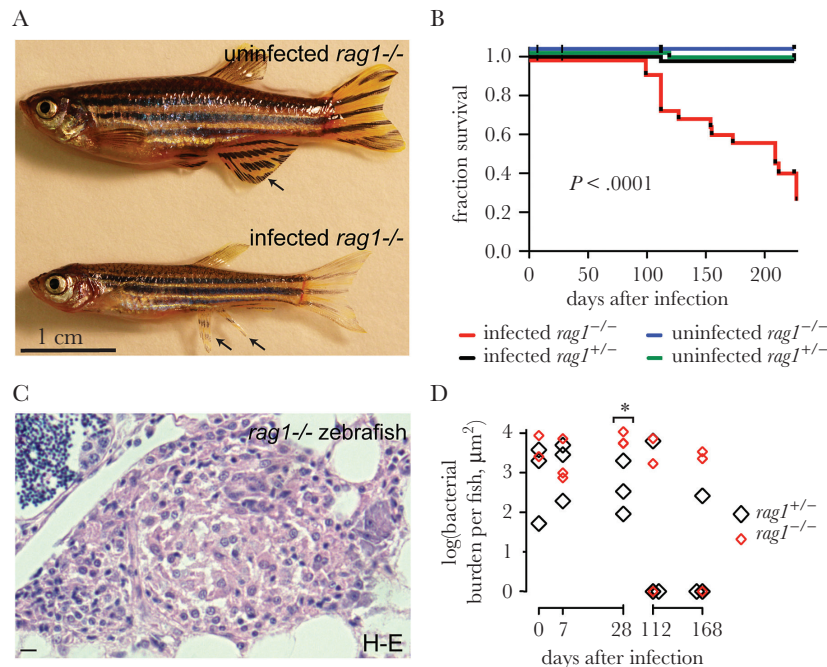 A
uninfected rag1-/-
infected rag1-/-
1 cm
B
fraction survival
1.0
0.8
0.6
0.4
0.2
0.0
P < .0001
0 50 100 150 200
days after infection
infected rag1−/− uninfected rag1−/−
infected rag1+/− uninfected rag1+/−
C
rag1-/- zebrafish
H-E
D
*
log(bacterial
burden per fish, μm2)
4
3
2
1
0
rag1+/−
rag1−/−
0 7 28 112 168
days after infection